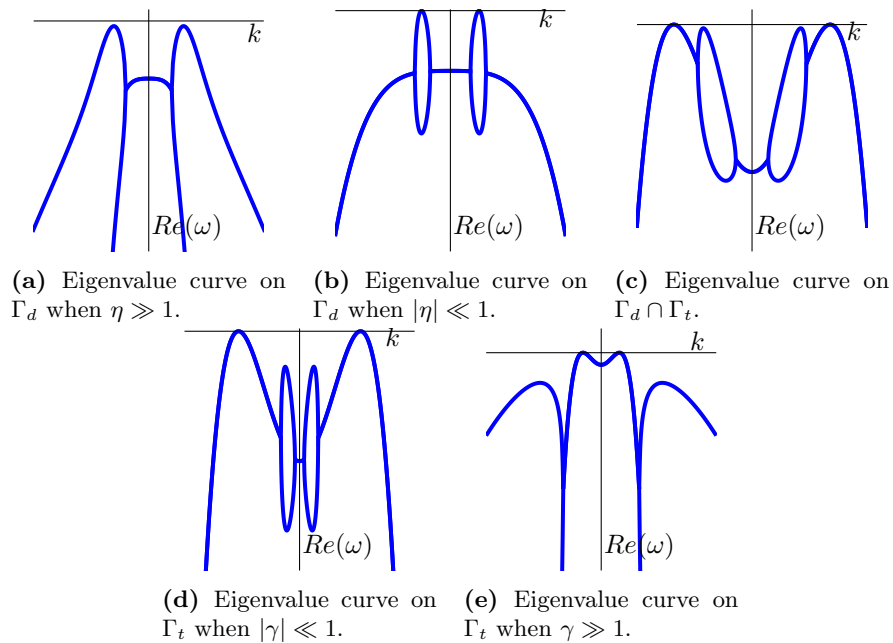 k
k
k
Re(ω)
Re(ω)
Re(ω)
(a) Eigenvalue curve on
Γ_d when η ≫ 1.
(b) Eigenvalue curve on
Γ_d when |η| ≪ 1.
(c) Eigenvalue curve on
Γ_d ∩ Γ_t.
k
k
Re(ω)
Re(ω)
(d) Eigenvalue curve on
Γ_t when |γ| ≪ 1.
(e) Eigenvalue curve on
Γ_t when γ ≫ 1.